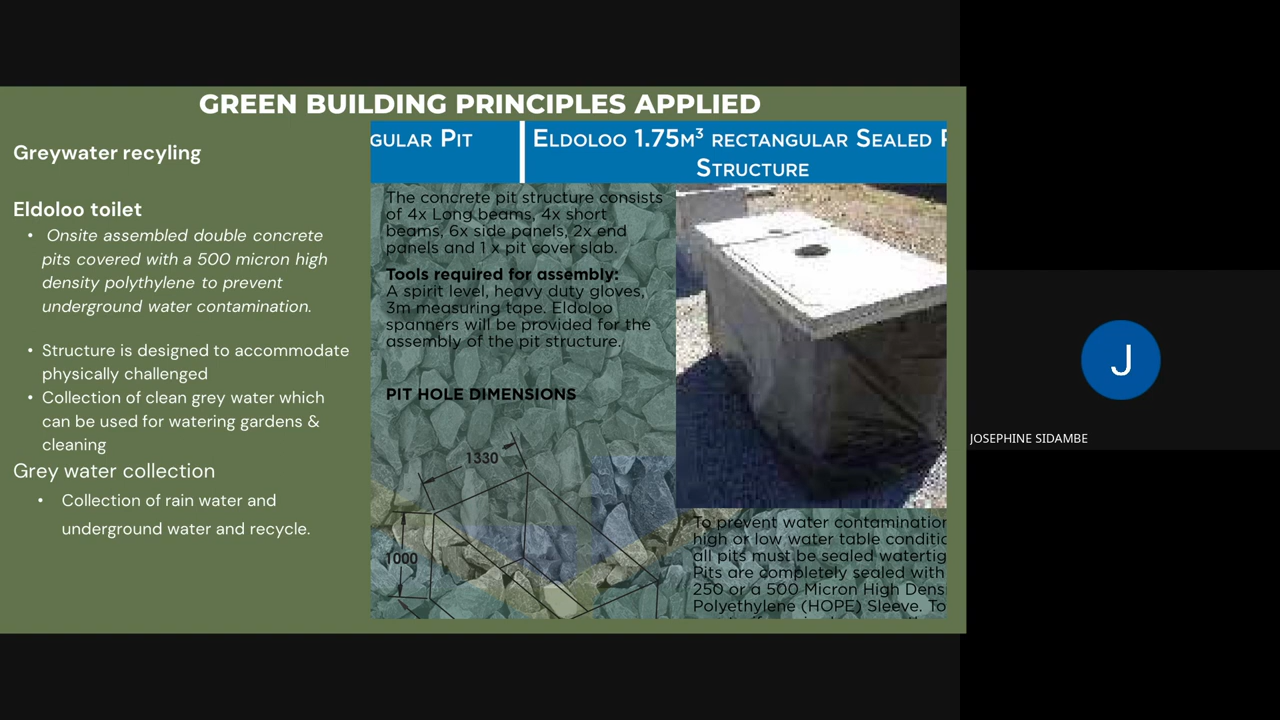 GREEN BUILDING PRINCIPLES APPLIED
Greywater recyling
Eldoloo toilet
• Onsite assembled double concrete
pits covered with a 500 micron high
density polythylene to prevent
underground water contamination.
• Structure is designed to accommodate
physically challenged
• Collection of clean grey water which
can be used for watering gardens &
cleaning
Grey water collection
• Collection of rain water and
underground water and recycle.
GULAR PIT
ELDOLOO 1.75M³ RECTANGULAR SEALED
STRUCTURE
The concrete pit structure consists
of 4x Long beams, 4x short
beams, 6x side panels, 2x end
panels and 1 x pit cover slab.
Tools required for assembly:
A spirit level, heavy duty gloves,
3m measuring tape. Eldoloo
spanners will be provided for the
assembly of the pit structure.
PIT HOLE DIMENSIONS
1330
1000
To prevent water contamination
high or low water table conditio
all pits must be sealed watertig
Pits are completely sealed with
250 or a 500 Micron High Dens
Polyethylene (HOPE) Sleeve. To
J
JOSEPHINE SIDAMBE